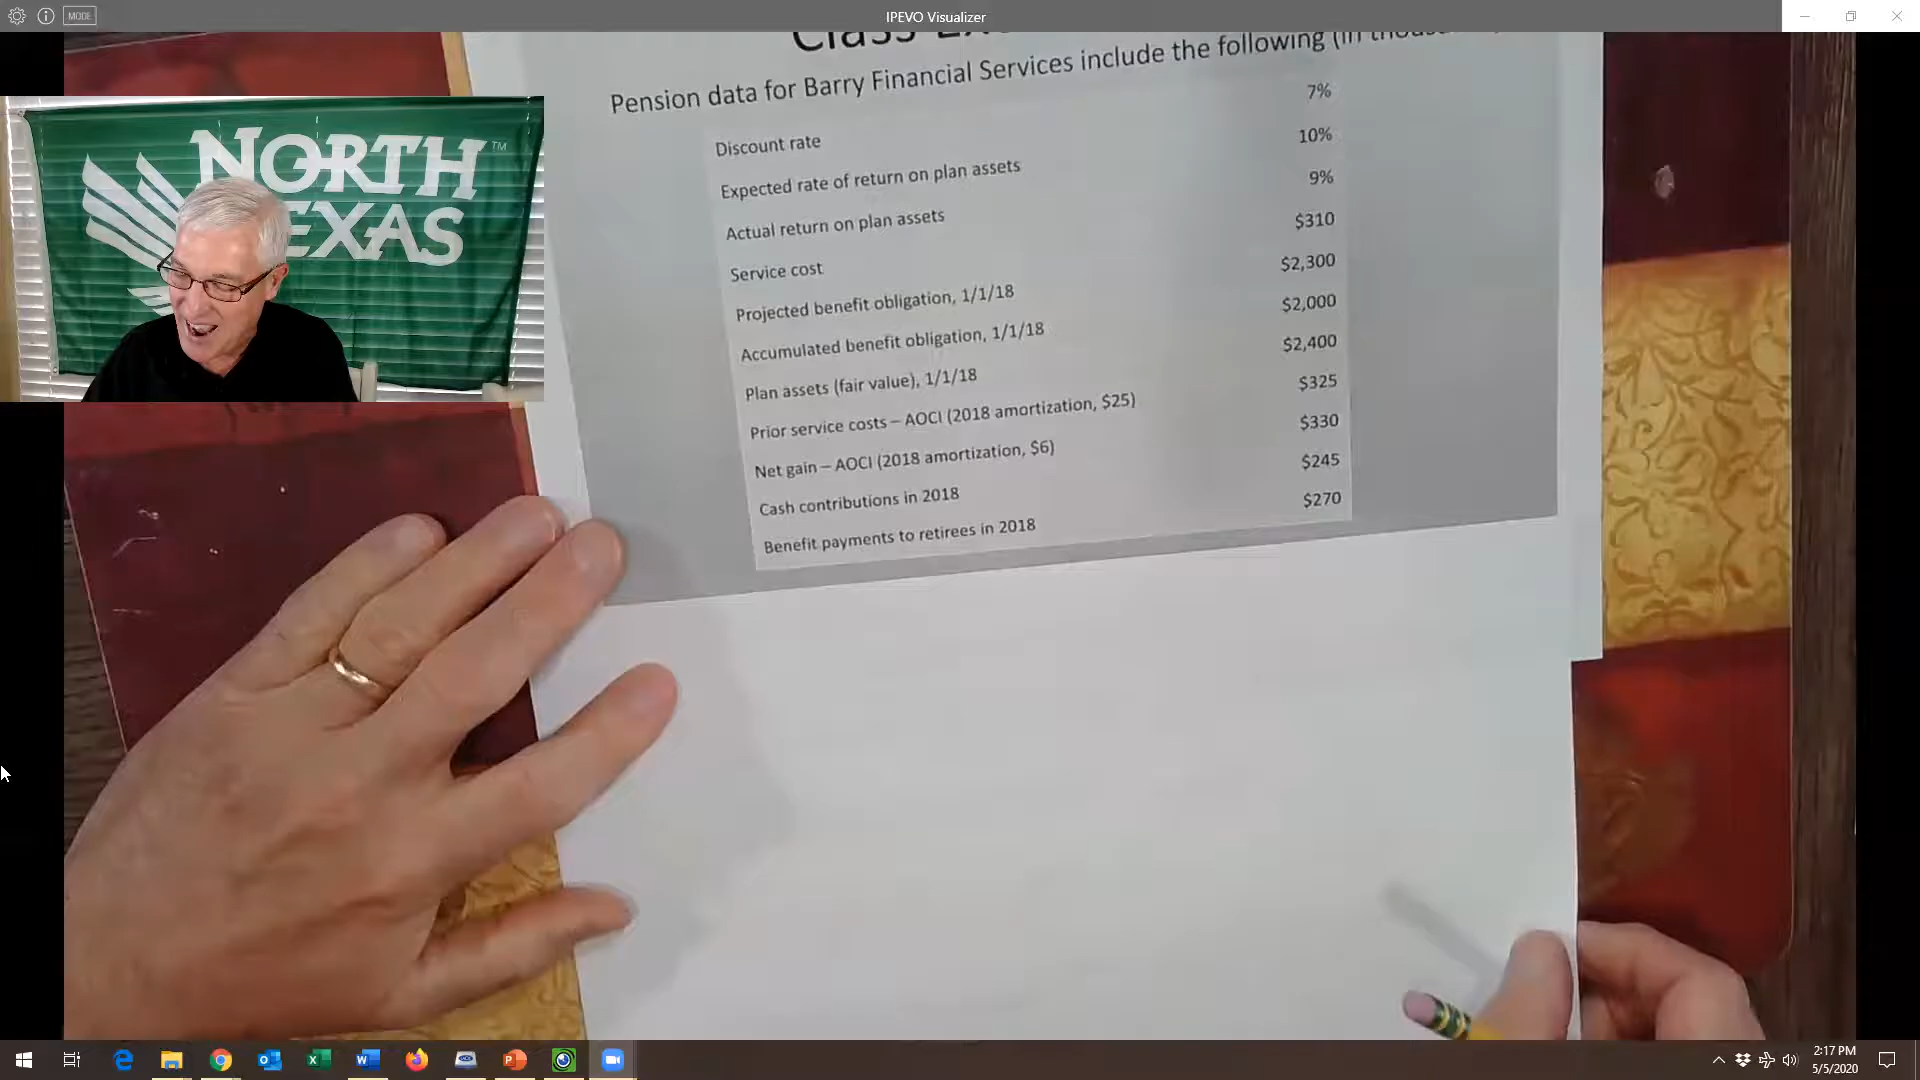 MODE
IPEVO Visualizer
NORTH
TEXAS
TM
Class
Pension data for Barry Financial Services include the following (in
Discount rate 7%
Expected rate of return on plan assets 10%
Actual return on plan assets 9%
Service cost $310
Projected benefit obligation, 1/1/18 $2,300
Accumulated benefit obligation, 1/1/18 $2,000
Plan assets (fair value), 1/1/18 $2,400
Prior service costs – AOCI (2018 amortization, $25) $325
Net gain – AOCI (2018 amortization, $6) $330
Cash contributions in 2018 $245
Benefit payments to retirees in 2018 $270
2:17 PM
5/5/2020